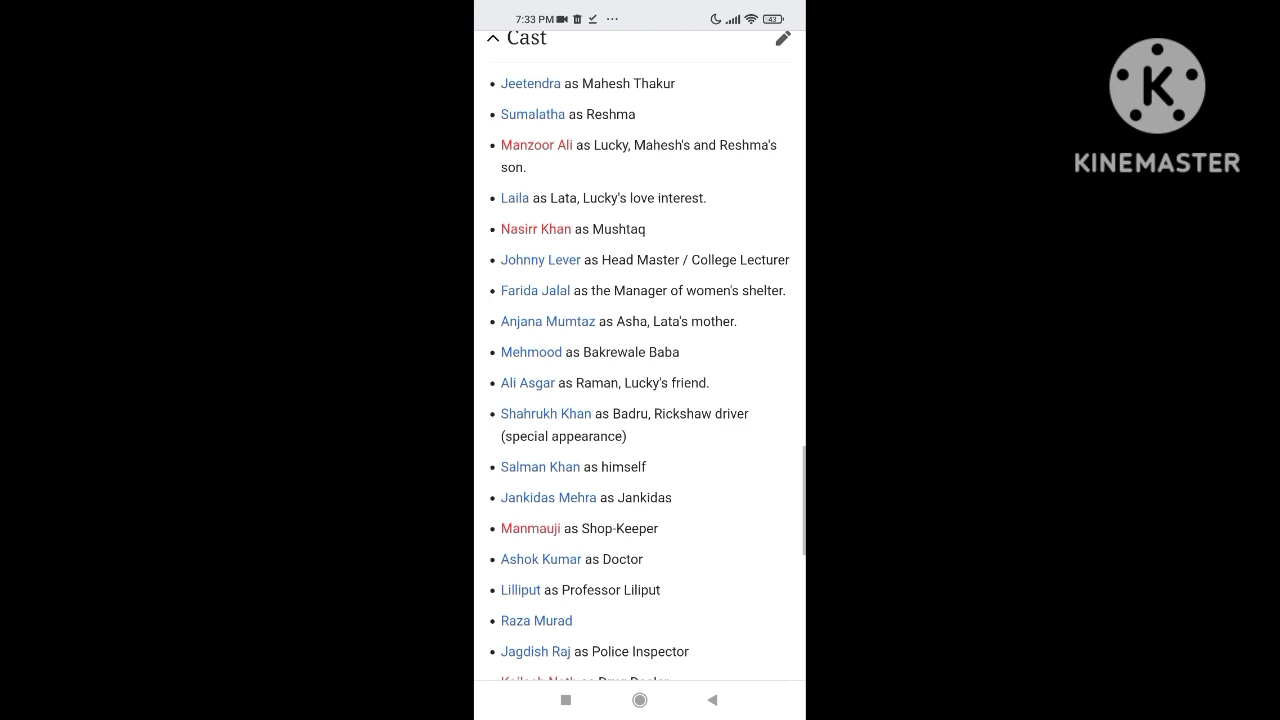 7:33 PM
43
Cast
Jeetendra as Mahesh Thakur
Sumalatha as Reshma
Manzoor Ali as Lucky, Mahesh's and Reshma's
son.
Laila as Lata, Lucky's love interest.
Nasirr Khan as Mushtaq
Johnny Lever as Head Master / College Lecturer
Farida Jalal as the Manager of women's shelter.
Anjana Mumtaz as Asha, Lata's mother.
Mehmood as Bakrewale Baba
Ali Asgar as Raman, Lucky's friend.
Shahrukh Khan as Badru, Rickshaw driver
(special appearance)
Salman Khan as himself
Jankidas Mehra as Jankidas
Manmauji as Shop-Keeper
Ashok Kumar as Doctor
Lilliput as Professor Liliput
Raza Murad
Jagdish Raj as Police Inspector
K
KINEMASTER